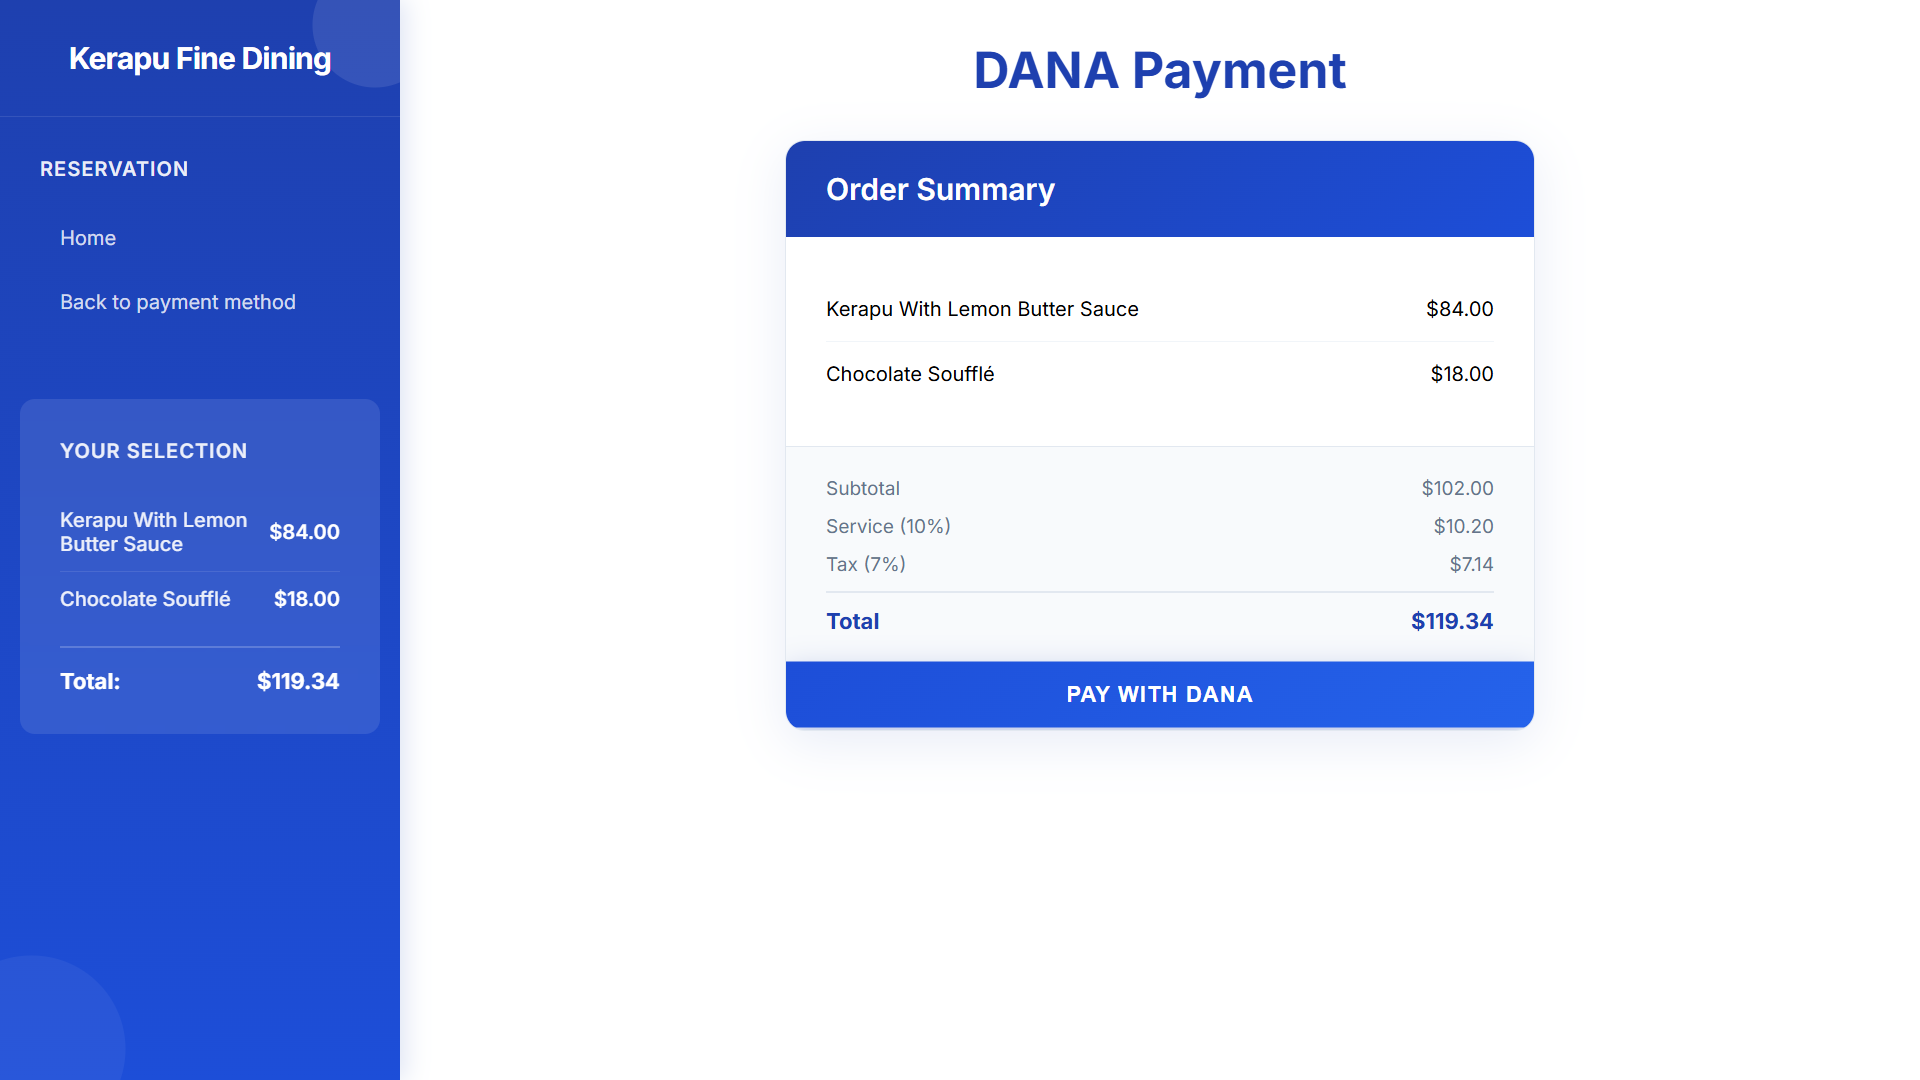 Kerapu Fine Dining
RESERVATION
Home
Back to payment method
YOUR SELECTION
Kerapu With Lemon
Butter Sauce
$84.00
Chocolate Soufflé $18.00
Total: $119.34
DANA Payment
Order Summary
Kerapu With Lemon Butter Sauce $84.00
Chocolate Soufflé $18.00
Subtotal $102.00
Service (10%) $10.20
Tax (7%) $7.14
Total $119.34
PAY WITH DANA